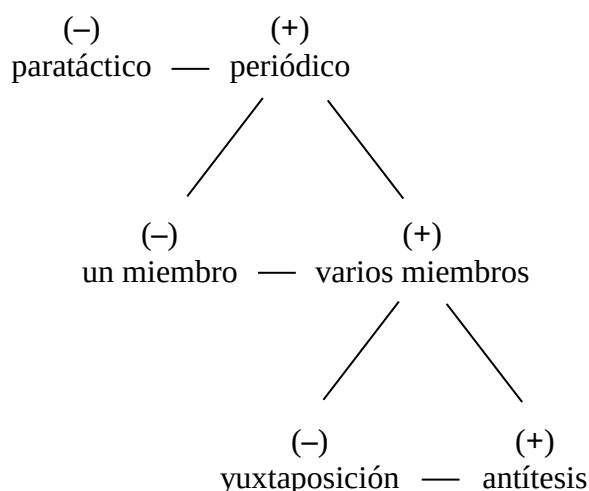 (–) (+)
paratáctico — periódico
(–) (+)
un miembro — varios miembros
(–) (+)
yuxtaposición — antítesis